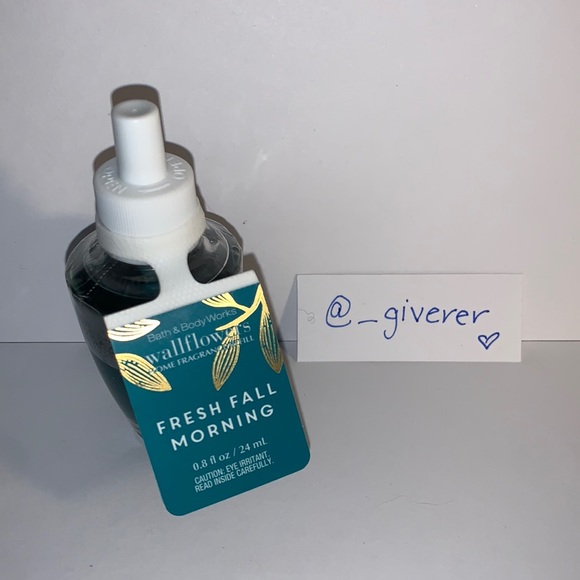 OPEN
Bath & Body Works
wallflowers
HOME FRAGRANCE REFILL
FRESH FALL
MORNING
0.8 fl oz / 24 mL
CAUTION: EYE IRRITANT.
READ INSIDE CAREFULLY.
@_giverer